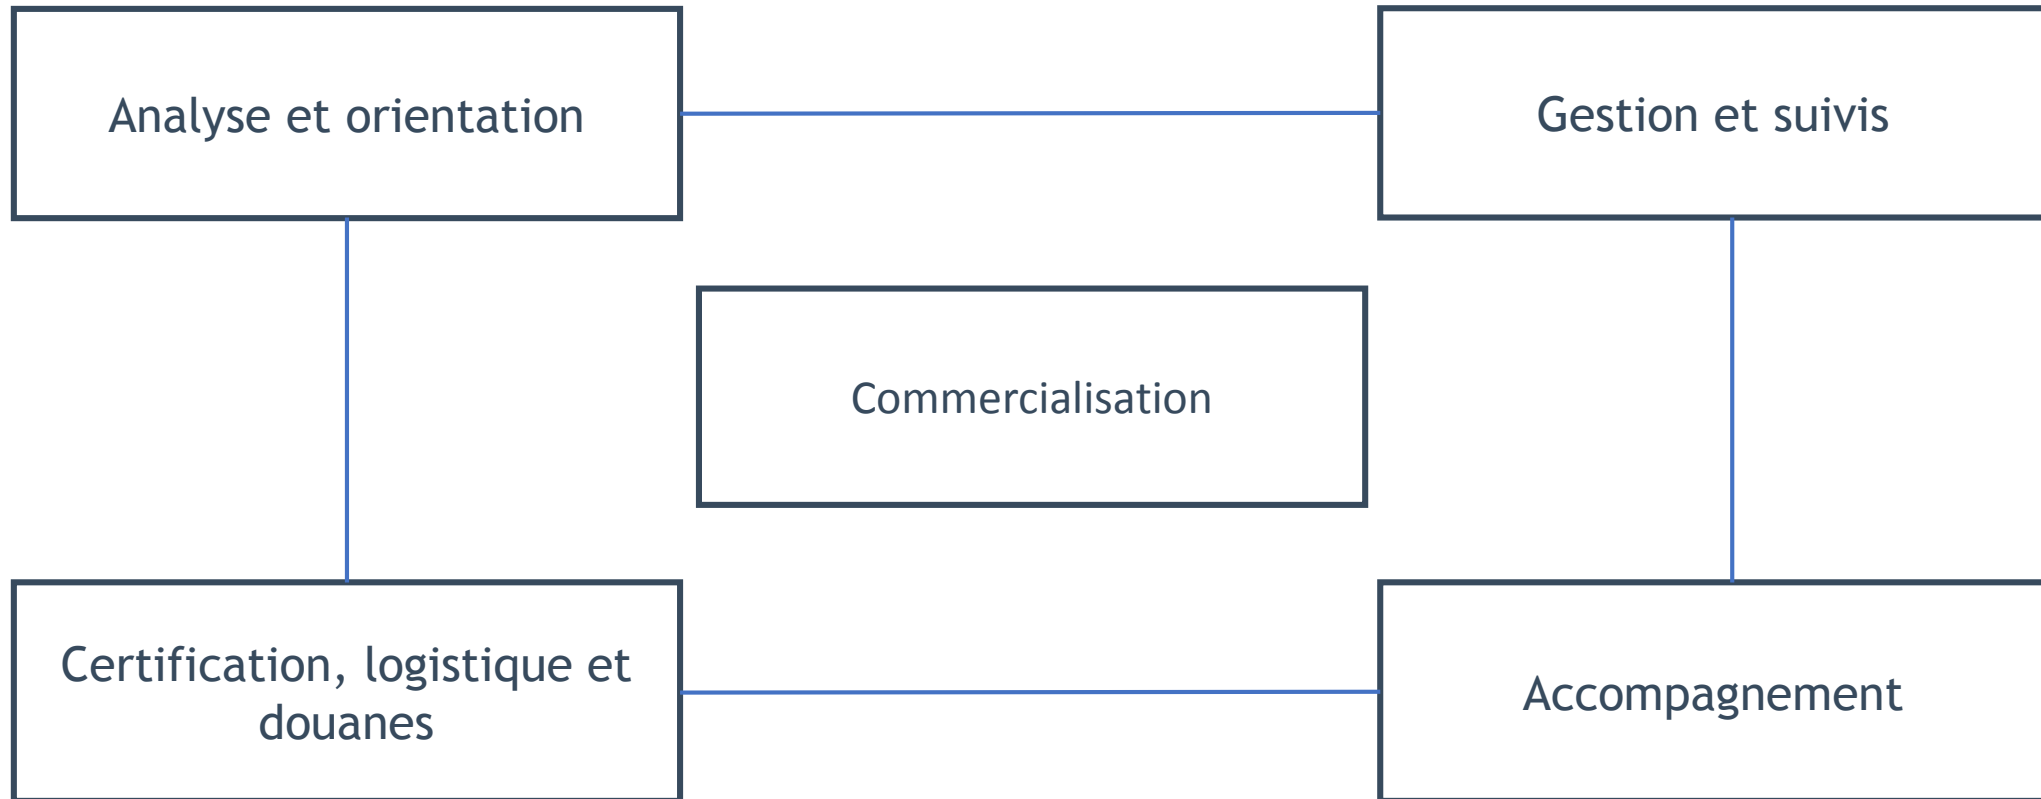 Analyse et orientation
Gestion et suivis
Commercialisation
Certification, logistique et
douanes
Accompagnement